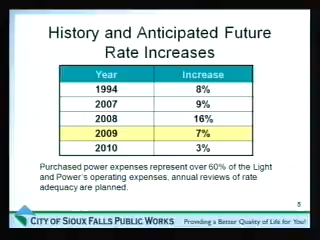 History and Anticipated Future
Rate Increases
Year Increase
1994 8%
2007 9%
2008 16%
2009 7%
2010 3%
Purchased power expenses represent over 60% of the Light
and Power's operating expenses, annual reviews of rate
adequacy are planned.
5
CITY OF SIOUX FALLS PUBLIC WORKS Providing a Better Quality of Life for You!